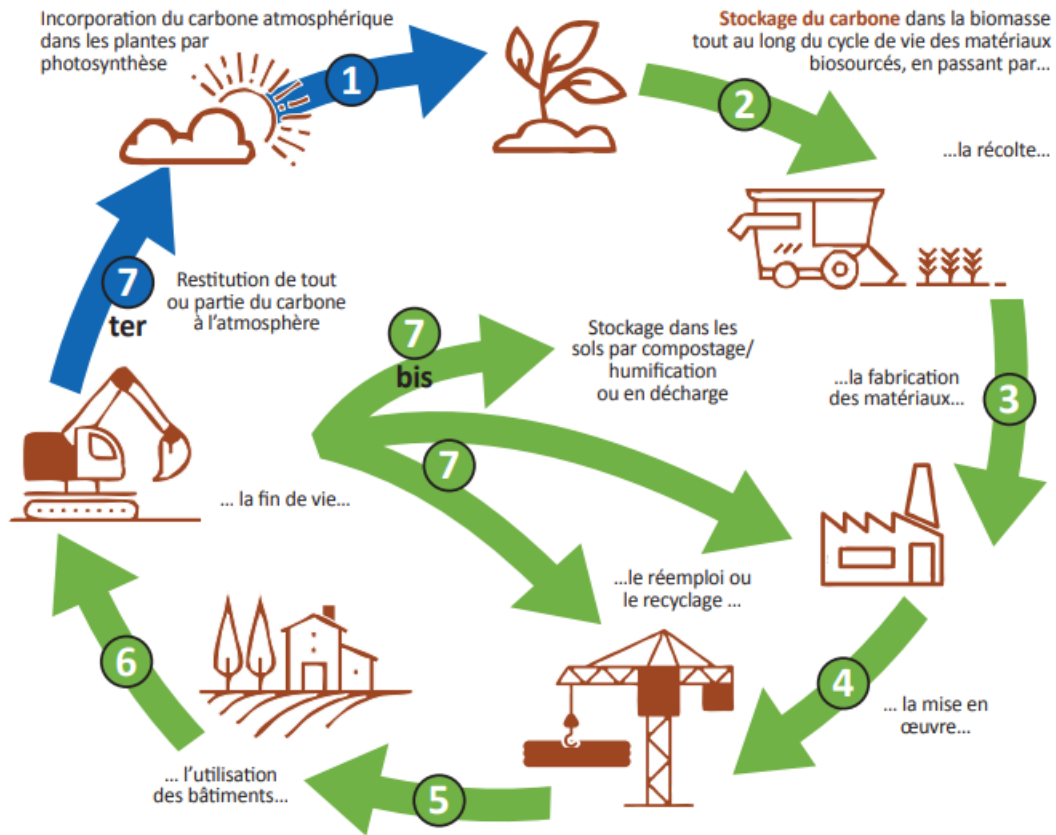 Incorporation du carbone atmosphérique
dans les plantes par
photosynthèse
1
Stockage du carbone dans la biomasse
tout au long du cycle de vie des matériaux
biosourcés, en passant par...
2
...la récolte...
7
ter
Restitution de tout
ou partie du carbone
à l'atmosphère
7
bis
Stockage dans les
sols par compostage/
humification
ou en décharge
...la fabrication
des matériaux...
3
7
... la fin de vie...
...le réemploi ou
le recyclage ...
6
4
... la mise en
œuvre...
... l'utilisation
des bâtiments...
5